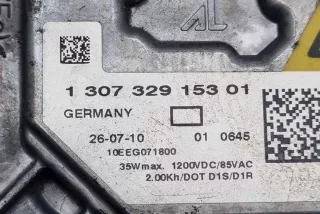 AL
1 307 329 153 01
GERMANY
26-07-10 01 0645
10EEG071800
35Wmax. 1200VDC/85VAC
2.00Kh/DOT D1S/D1R